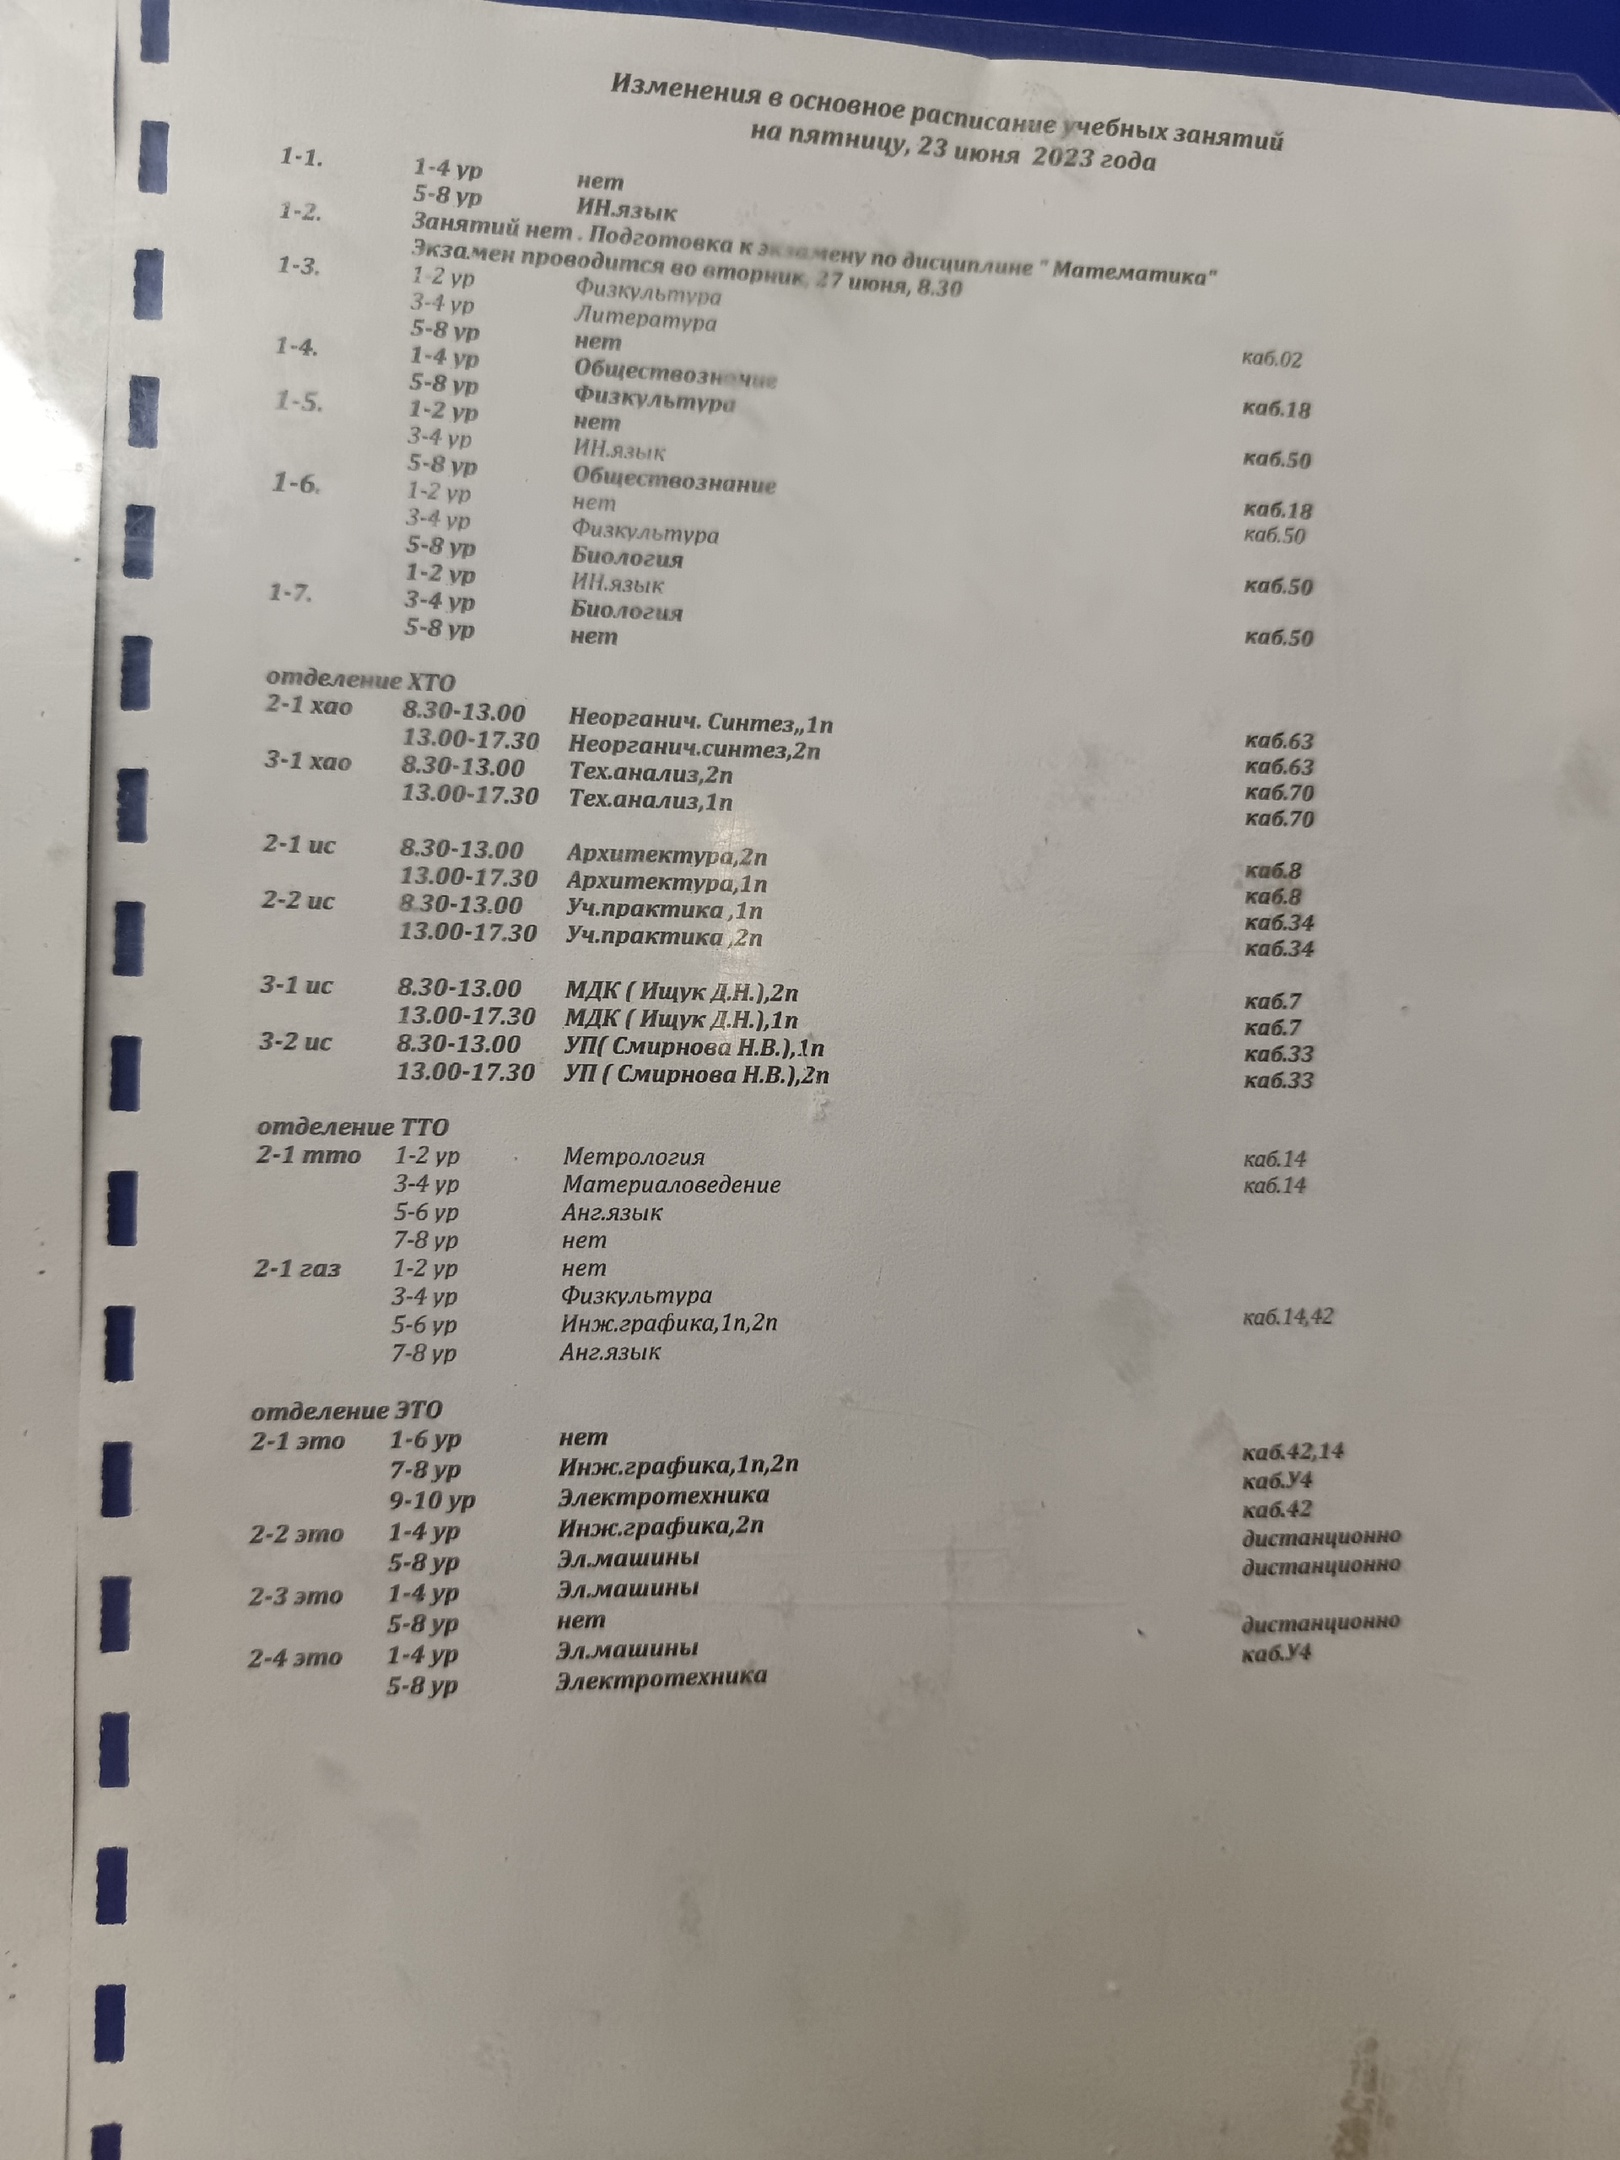 Изменения в основное расписание учебных занятий
на пятницу, 23 июня 2023 года
1-1. 1-4 ур нет
5-8 ур ИН.язык
1-2. Занятий нет . Подготовка к экзамену по дисциплине " Математика"
Экзамен проводится во вторник, 27 июня, 8.30
1-3. 1-2 ур Физкультура
3-4 ур Литература каб.02
5-8 ур нет
1-4. 1-4 ур Обществознание каб.18
5-8 ур Физкультура
1-5. 1-2 ур нет
3-4 ур ИН.язык каб.50
5-8 ур Обществознание каб.18
1-6. 1-2 ур нет
3-4 ур Физкультура каб.50
5-8 ур Биология каб.50
1-7. 1-2 ур ИН.язык
3-4 ур Биология каб.50
5-8 ур нет
отделение ХТО
2-1 хао 8.30-13.00 Неорганич. Синтез,,1п каб.63
13.00-17.30 Неорганич.синтез,2п каб.63
3-1 хао 8.30-13.00 Тех.анализ,2п каб.70
13.00-17.30 Тех.анализ,1п каб.70
2-1 ис 8.30-13.00 Архитектура,2п каб.8
13.00-17.30 Архитектура,1п каб.8
2-2 ис 8.30-13.00 Уч.практика ,1п каб.34
13.00-17.30 Уч.практика ,2п каб.34
3-1 ис 8.30-13.00 МДК ( Ищук Д.Н.),2п каб.7
13.00-17.30 МДК ( Ищук Д.Н.),1п каб.7
3-2 ис 8.30-13.00 УП( Смирнова Н.В.),1п каб.33
13.00-17.30 УП ( Смирнова Н.В.),2п каб.33
отделение ТТО
2-1 тто 1-2 ур Метрология каб.14
3-4 ур Материаловедение каб.14
5-6 ур Анг.язык
7-8 ур нет
2-1 газ 1-2 ур нет
3-4 ур Физкультура
5-6 ур Инж.графика,1п,2п каб.14,42
7-8 ур Анг.язык
отделение ЭТО
2-1 это 1-6 ур нет
7-8 ур Инж.графика,1п,2п каб.42,14
9-10 ур Электротехника каб.У4
2-2 это 1-4 ур Инж.графика,2п каб.42
5-8 ур Эл.машины дистанционно
2-3 это 1-4 ур Эл.машины дистанционно
5-8 ур нет
2-4 это 1-4 ур Эл.машины дистанционно
5-8 ур Электротехника каб.У4